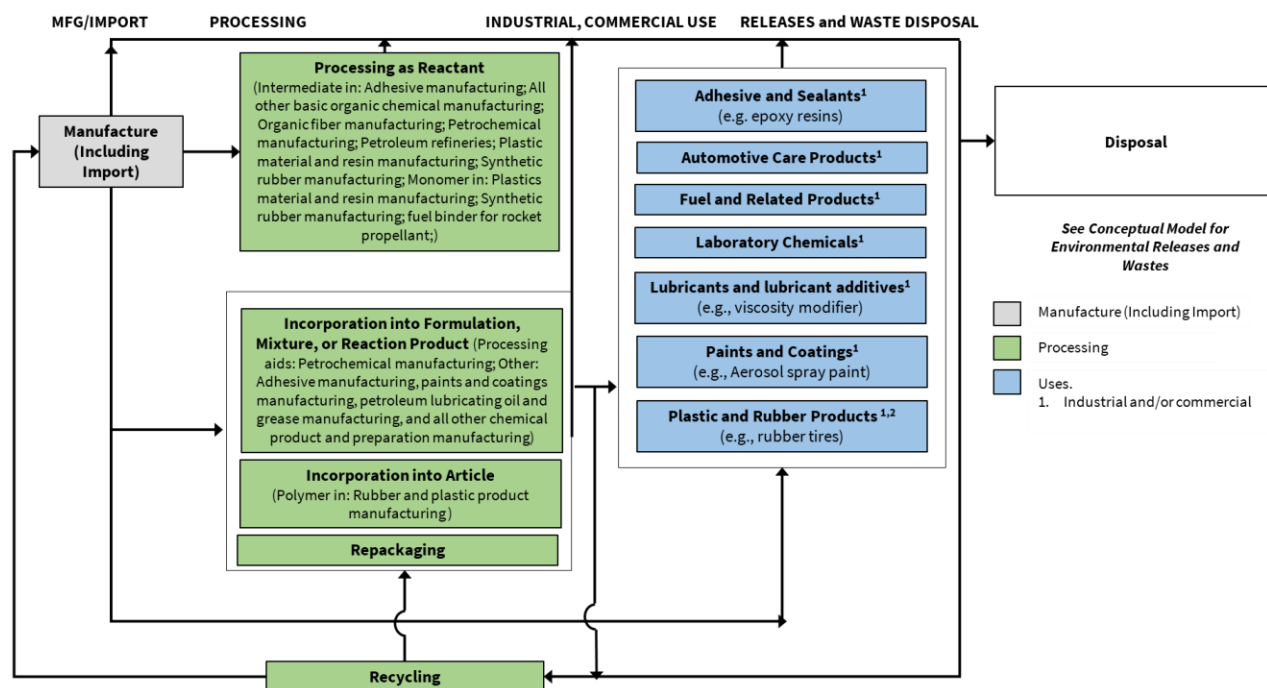 MFG/IMPORT
PROCESSING
INDUSTRIAL, COMMERCIAL USE
RELEASES and WASTE DISPOSAL
Manufacture
(Including
Import)
Processing as Reactant
(Intermediate in: Adhesive manufacturing; All
other basic organic chemical manufacturing;
Organic fiber manufacturing; Petrochemical
manufacturing; Petroleum refineries; Plastic
material and resin manufacturing; Synthetic
rubber manufacturing; Monomer in: Plastics
material and resin manufacturing; Synthetic
rubber manufacturing; fuel binder for rocket
propellant;)
Incorporation into Formulation,
Mixture, or Reaction Product (Processing
aids: Petrochemical manufacturing; Other:
Adhesive manufacturing, paints and coatings
manufacturing, petroleum lubricating oil and
grease manufacturing, and all other chemical
product and preparation manufacturing)
Incorporation into Article
(Polymer in: Rubber and plastic product
manufacturing)
Repackaging
Recycling
Adhesive and Sealants¹
(e.g. epoxy resins)
Automotive Care Products¹
Fuel and Related Products¹
Laboratory Chemicals¹
Lubricants and lubricant additives¹
(e.g., viscosity modifier)
Paints and Coatings¹
(e.g., Aerosol spray paint)
Plastic and Rubber Products ¹,²
(e.g., rubber tires)
Disposal
See Conceptual Model for
Environmental Releases and
Wastes
Manufacture (Including Import)
Processing
Uses.
1. Industrial and/or commercial